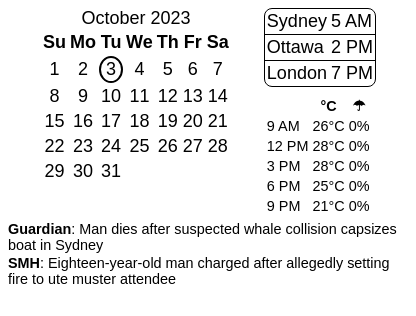 October 2023
Su Mo Tu We Th Fr Sa
1 2 3 4 5 6 7
8 9 10 11 12 13 14
15 16 17 18 19 20 21
22 23 24 25 26 27 28
29 30 31
Sydney 5 AM
Ottawa 2 PM
London 7 PM
°C ☂
9 AM 26°C 0%
12 PM 28°C 0%
3 PM 28°C 0%
6 PM 25°C 0%
9 PM 21°C 0%
Guardian: Man dies after suspected whale collision capsizes
boat in Sydney
SMH: Eighteen-year-old man charged after allegedly setting
fire to ute muster attendee